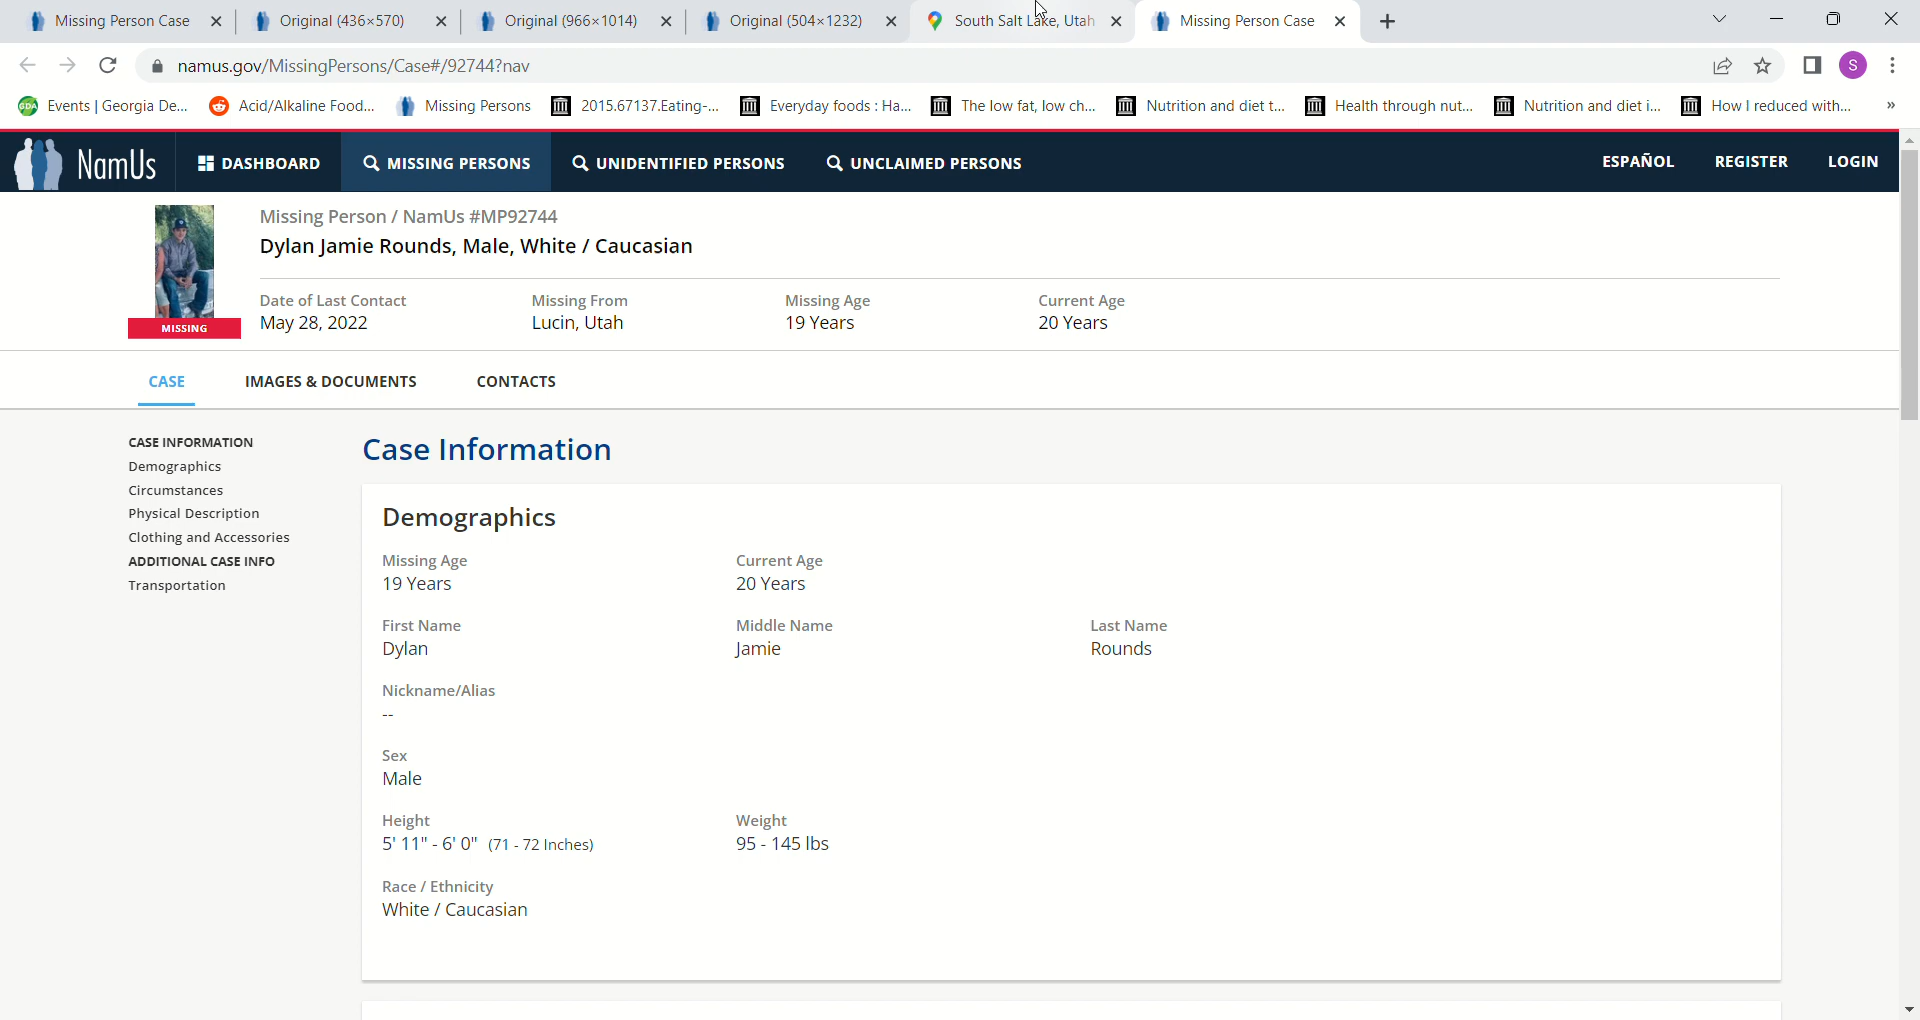 Missing Person Case
Original (436×570)
Original (966×1014)
Original (504×1232)
South Salt Lake, Utah
Missing Person Case
namus.gov/MissingPersons/Case#/92744?nav
S
GDA Events | Georgia De...
Acid/Alkaline Food...
Missing Persons
2015.67137.Eating-...
Everyday foods : Ha...
The low fat, low ch...
Nutrition and diet t...
Health through nut...
Nutrition and diet i...
How I reduced with...
»
NamUs
DASHBOARD
MISSING PERSONS
UNIDENTIFIED PERSONS
UNCLAIMED PERSONS
ESPAÑOL
REGISTER
LOGIN
Missing Person / NamUs #MP92744
Dylan Jamie Rounds, Male, White / Caucasian
MISSING
Date of Last Contact
May 28, 2022
Missing From
Lucin, Utah
Missing Age
19 Years
Current Age
20 Years
CASE
IMAGES & DOCUMENTS
CONTACTS
CASE INFORMATION
Demographics
Circumstances
Physical Description
Clothing and Accessories
ADDITIONAL CASE INFO
Transportation
Case Information
Demographics
Missing Age
19 Years
Current Age
20 Years
First Name
Dylan
Middle Name
Jamie
Last Name
Rounds
Nickname/Alias
--
Sex
Male
Height
5' 11" - 6' 0" (71 - 72 Inches)
Weight
95 - 145 lbs
Race / Ethnicity
White / Caucasian